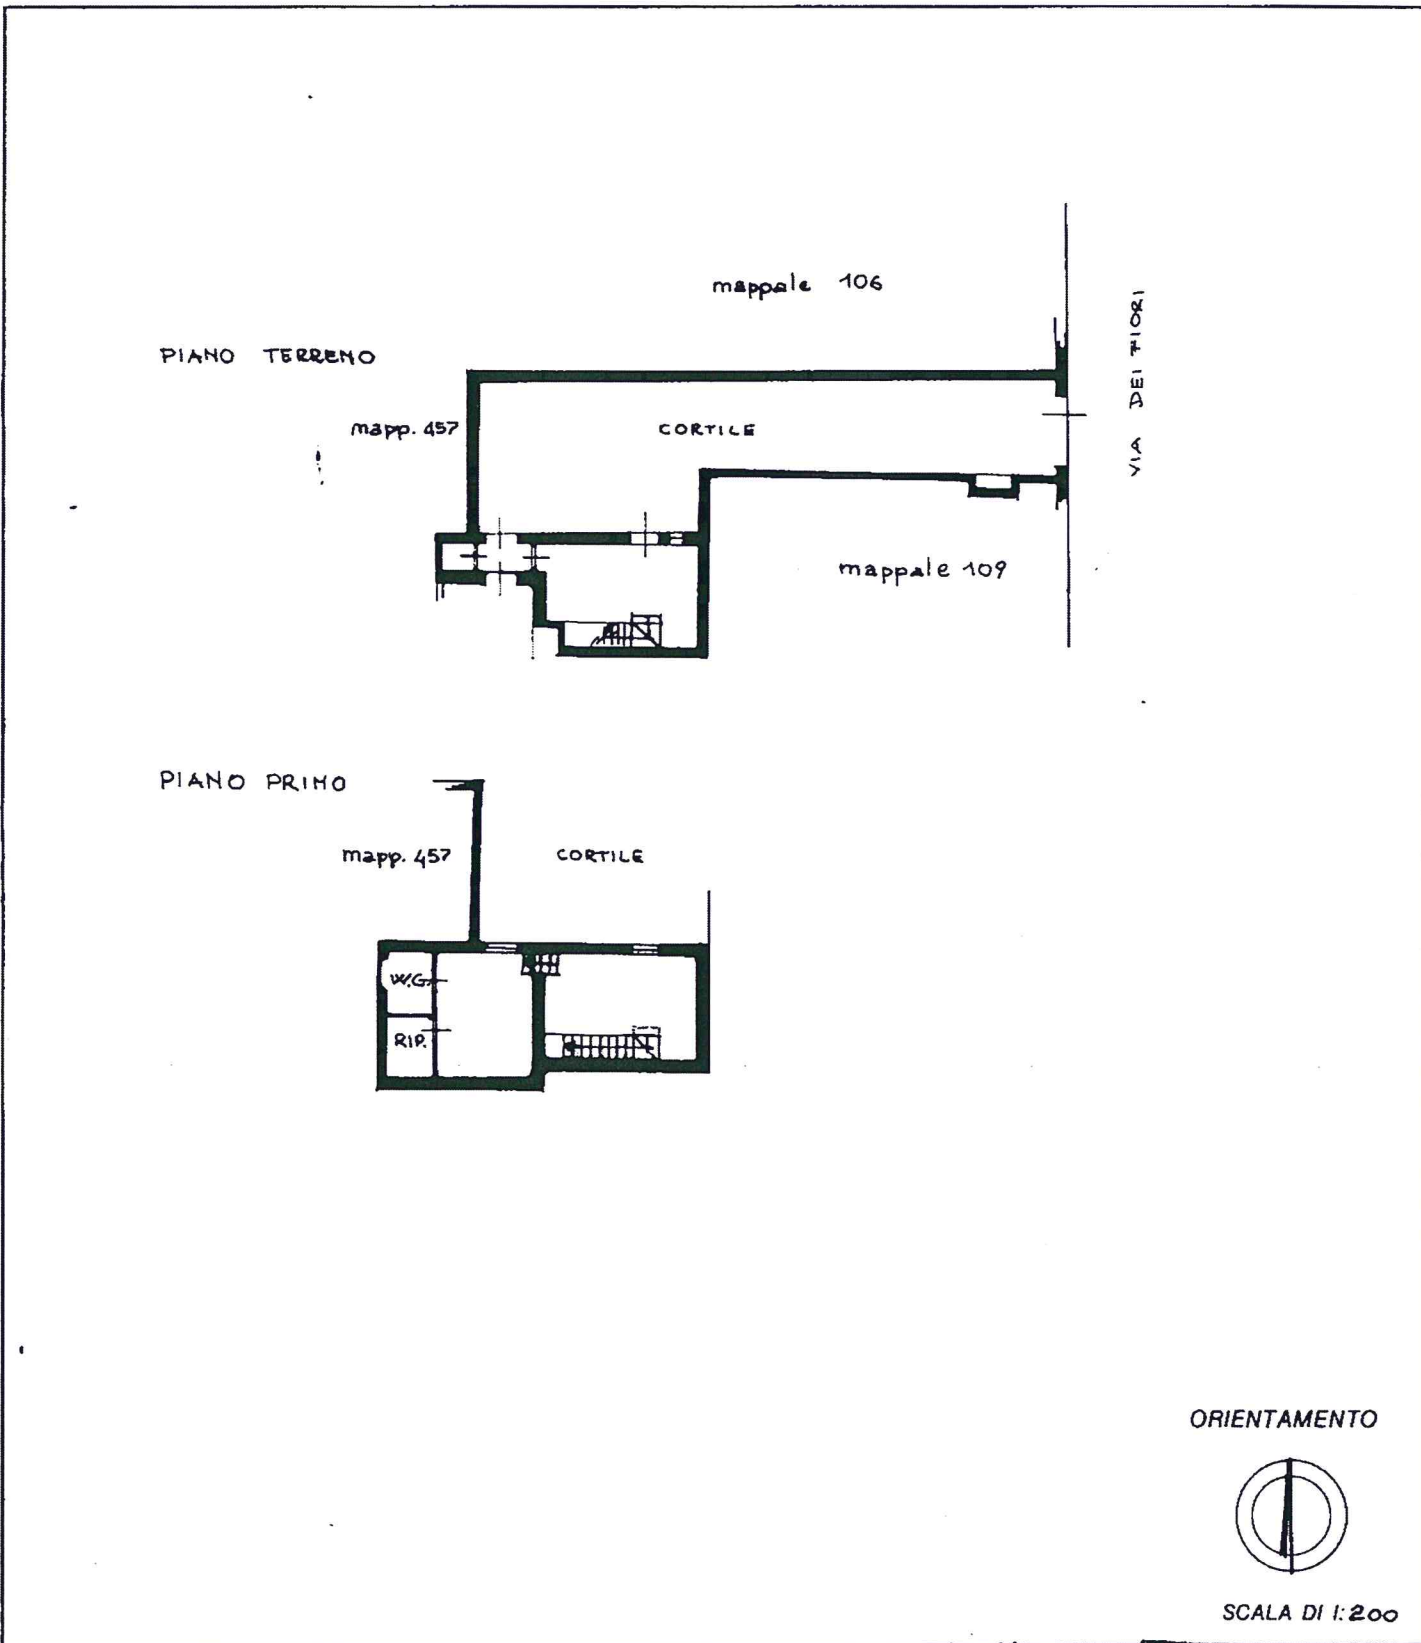 mappale 106
PIANO TERRENO
VIA DEI FIORI
mapp. 457
CORTILE
mappale 109
PIANO PRIMO
mapp. 457
CORTILE
W.C.
RIP.
ORIENTAMENTO
SCALA DI 1:200